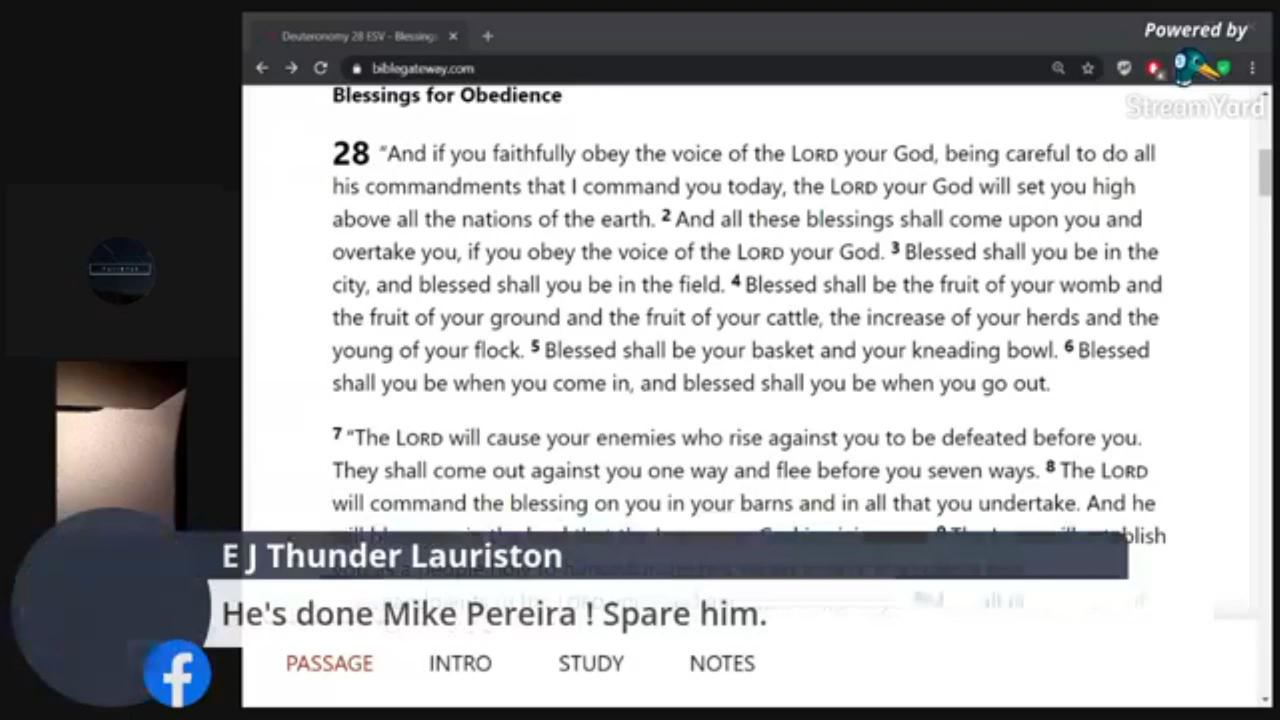 Deuteronomy 28 ESV - Blessings
Powered by
biblegateway.com
StreamYard
Blessings for Obedience
28 “And if you faithfully obey the voice of the LORD your God, being careful to do all
his commandments that I command you today, the LORD your God will set you high
above all the nations of the earth. 2 And all these blessings shall come upon you and
overtake you, if you obey the voice of the LORD your God. 3 Blessed shall you be in the
city, and blessed shall you be in the field. 4 Blessed shall be the fruit of your womb and
the fruit of your ground and the fruit of your cattle, the increase of your herds and the
young of your flock. 5 Blessed shall be your basket and your kneading bowl. 6 Blessed
shall you be when you come in, and blessed shall you be when you go out.
7 “The LORD will cause your enemies who rise against you to be defeated before you.
They shall come out against you one way and flee before you seven ways. 8 The LORD
will command the blessing on you in your barns and in all that you undertake. And he
E J Thunder Lauriston
He's done Mike Pereira ! Spare him.
PASSAGE INTRO STUDY NOTES